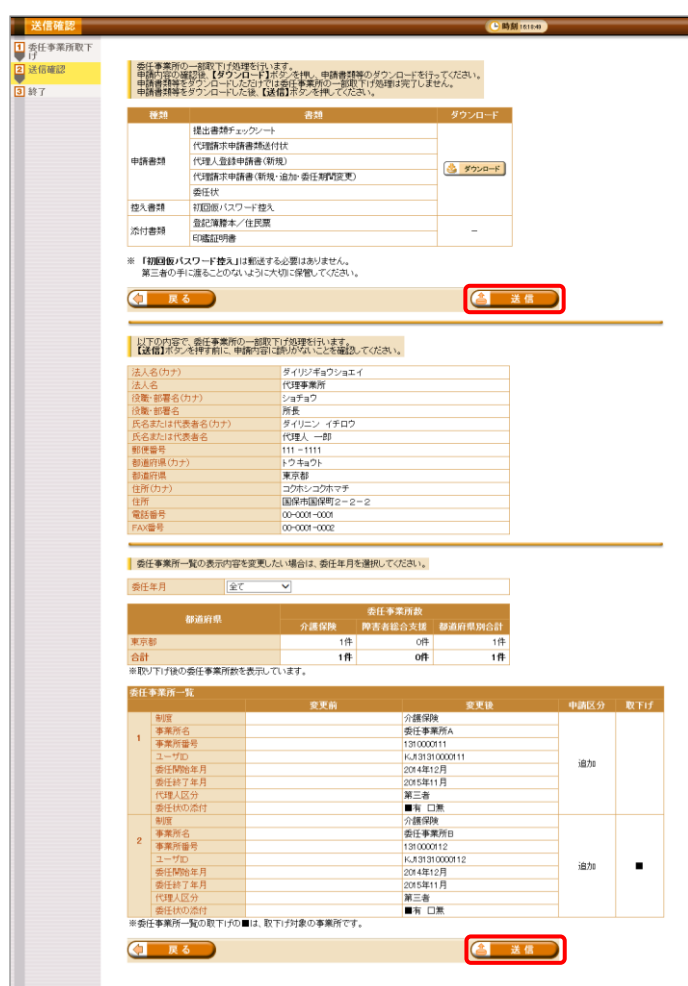 送信確認
時刻 16:18:49
1 委任事業所取下げ
2 送信確認
3 終了
委任事業所の一部取下げ処理を行います。
申請内容の確認後、【ダウンロード】ボタンを押し、申請書類等のダウンロードを行ってください。
申請書類等をダウンロードしただけでは委任事業所の一部取下げ処理は完了しません。
申請書類等をダウンロードした後、【送信】ボタンを押してください。
種類 書類 ダウンロード
申請書類
提出書類チェックシート
代理請求申請書類送付状
代理人登録申請書(新規)
代理請求申請書(新規・追加・委任期間変更)
委任状
ダウンロード
控え書類 初回仮パスワード控え
添付書類 登記簿謄本/住民票
印鑑証明書
－
※ 「初回仮パスワード控え」は郵送する必要はありません。
第三者の手に渡ることのないように大切に保管してください。
戻る 送信
以下の内容で、委任事業所の一部取下げ処理を行います。
【送信】ボタンを押す前に、申請内容に誤りがないことを確認してください。
法人名(カナ) ダイリジギョウショエイ
法人名 代理事業所
役職・部署名(カナ) ショチョウ
役職・部署名 所長
氏名または代表者名(カナ) ダイリニン イチロウ
氏名または代表者名 代理人 一郎
郵便番号 111－1111
都道府県(カナ) トウキョウト
都道府県 東京都
住所(カナ) コクホシコクホマチ
住所 国保市国保町２－２－２
電話番号 00-0001-0001
FAX番号 00-0001-0002
委任事業所一覧の表示内容を変更したい場合は、委任年月を選択してください。
委任年月 全て
都道府県 委任事業所数
介護保険 障害者総合支援 都道府県別合計
東京都 1件 0件 1件
合計 1件 0件 1件
※取り下げ後の委任事業所数を表示しています。
委任事業所一覧
変更前 変更後 申請区分 取下げ
1
制度 介護保険
事業所名 委任事業所A
事業所番号 1310000111
ユーザID KJ131310000111
委任開始年月 2014年12月
委任終了年月 2015年11月
代理人区分 第三者
委任状の添付 ■有 □無
追加
2
制度 介護保険
事業所名 委任事業所B
事業所番号 1310000112
ユーザID KJ131310000112
委任開始年月 2014年12月
委任終了年月 2015年11月
代理人区分 第三者
委任状の添付 ■有 □無
追加 ■
※委任事業所一覧の取下げの■は、取下げ対象の事業所です。
戻る 送信